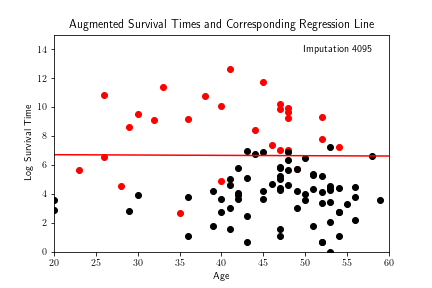 Augmented Survival Times and Corresponding Regression Line
Imputation 4095
14
12
10
8
6
4
2
0
Log Survival Time
20 25 30 35 40 45 50 55 60
Age